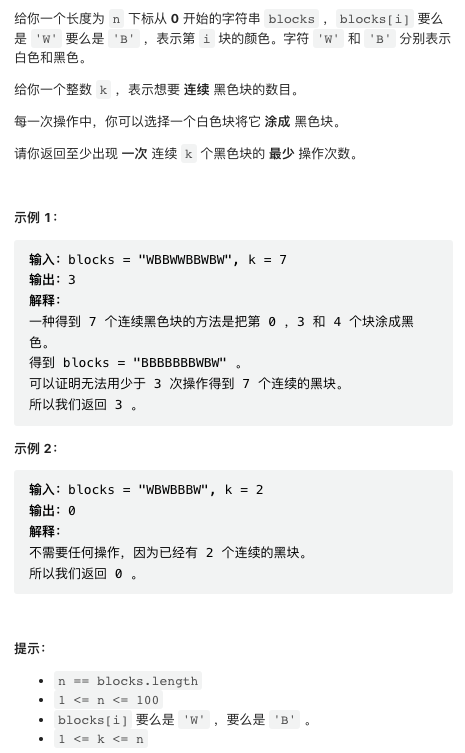 给你一个长度为 n 下标从 0 开始的字符串 blocks ，blocks[i] 要么
是 'W' 要么是 'B' ，表示第 i 块的颜色。字符 'W' 和 'B' 分别表示
白色和黑色。
给你一个整数 k ，表示想要 连续 黑色块的数目。
每一次操作中，你可以选择一个白色块将它 涂成 黑色块。
请你返回至少出现 一次 连续 k 个黑色块的 最少 操作次数。
示例 1：
输入：blocks = "WBBWWBBWBW", k = 7
输出：3
解释：
一种得到 7 个连续黑色块的方法是把第 0 ，3 和 4 个块涂成黑
色。
得到 blocks = "BBBBBBBWBW" 。
可以证明无法用少于 3 次操作得到 7 个连续的黑块。
所以我们返回 3 。
示例 2：
输入：blocks = "WBWBBBW", k = 2
输出：0
解释：
不需要任何操作，因为已经有 2 个连续的黑块。
所以我们返回 0 。
提示：
• n == blocks.length
• 1 <= n <= 100
• blocks[i] 要么是 'W' ，要么是 'B' 。
• 1 <= k <= n